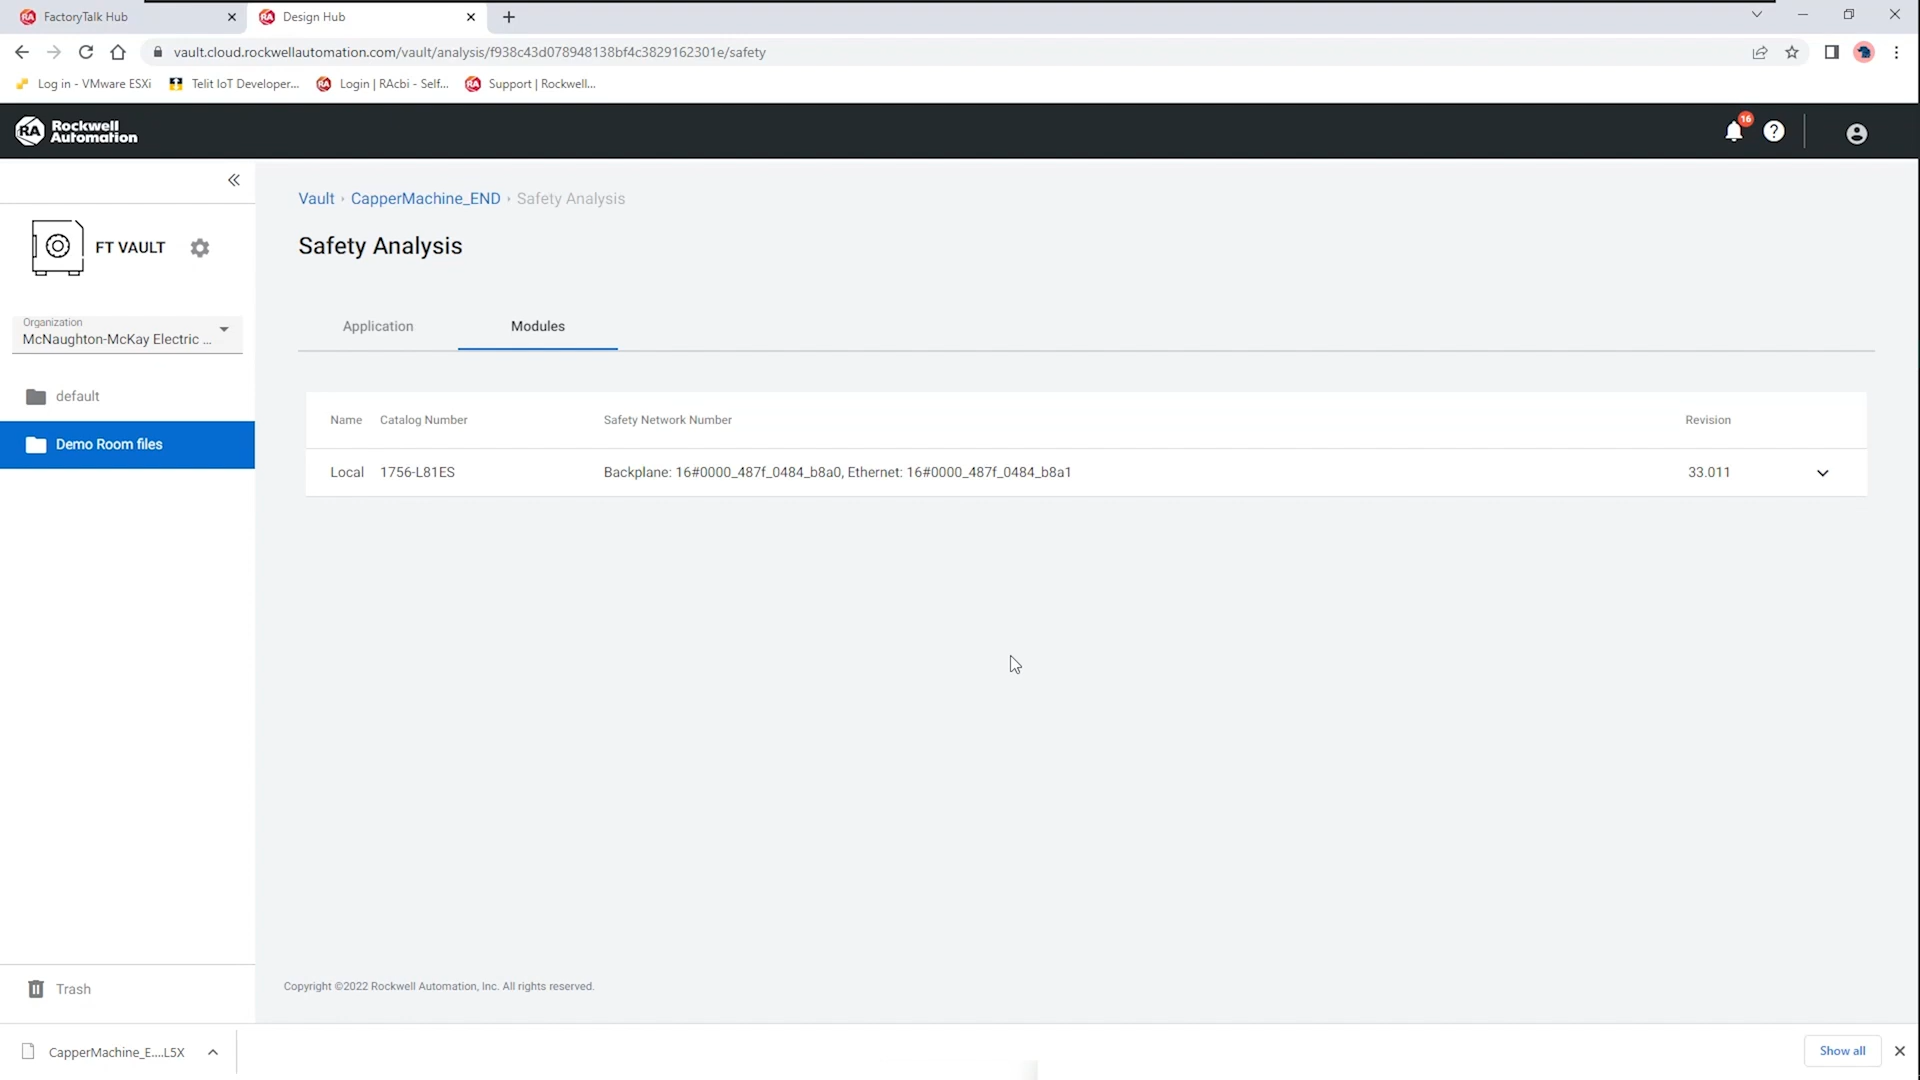 FactoryTalk Hub
Design Hub
vault.cloud.rockwellautomation.com/vault/analysis/f938c43d078948138bf4c3829162301e/safety
Log in - VMware ESXi
Telit IoT Developer...
Login | RAcbi - Self...
Support | Rockwell...
RA Rockwell
Automation
16
?
Vault › CapperMachine_END › Safety Analysis
FT VAULT
Safety Analysis
Organization
McNaughton-McKay Electric ...
Application
Modules
default
Demo Room files
Name
Catalog Number
Safety Network Number
Revision
Local
1756-L81ES
Backplane: 16#0000_487f_0484_b8a0, Ethernet: 16#0000_487f_0484_b8a1
33.011
Trash
Copyright ©2022 Rockwell Automation, Inc. All rights reserved.
CapperMachine_E....L5X
Show all